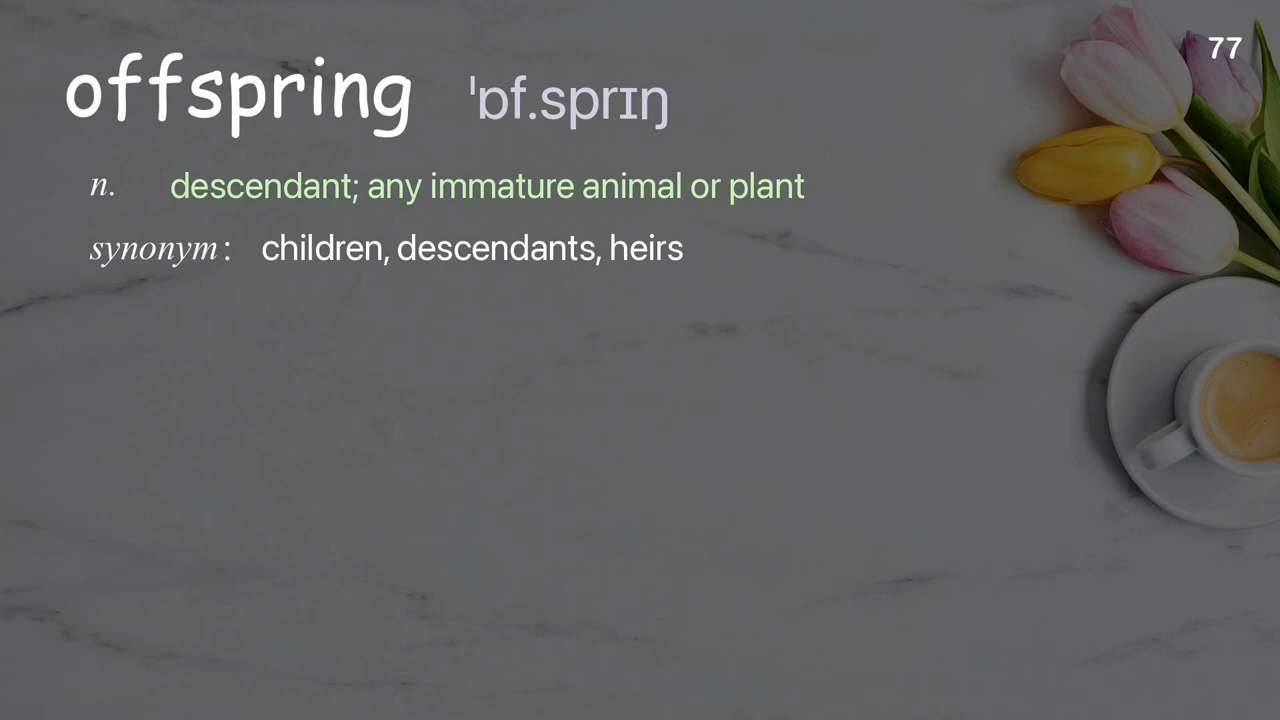 77
offspring ˈɒf.sprɪŋ
n. descendant; any immature animal or plant
synonym: children, descendants, heirs